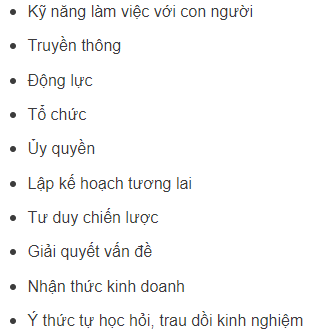 • Kỹ năng làm việc với con người
• Truyền thông
• Động lực
• Tổ chức
• Ủy quyền
• Lập kế hoạch tương lai
• Tư duy chiến lược
• Giải quyết vấn đề
• Nhận thức kinh doanh
• Ý thức tự học hỏi, trau dồi kinh nghiệm